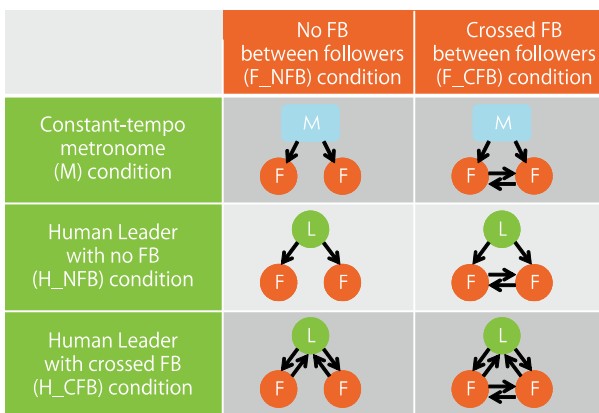 No FB
between followers
(F_NFB) condition
Crossed FB
between followers
(F_CFB) condition
Constant-tempo
metronome
(M) condition
M
F F
M
F F
Human Leader
with no FB
(H_NFB) condition
L
F F
L
F F
Human Leader
with crossed FB
(H_CFB) condition
L
F F
L
F F